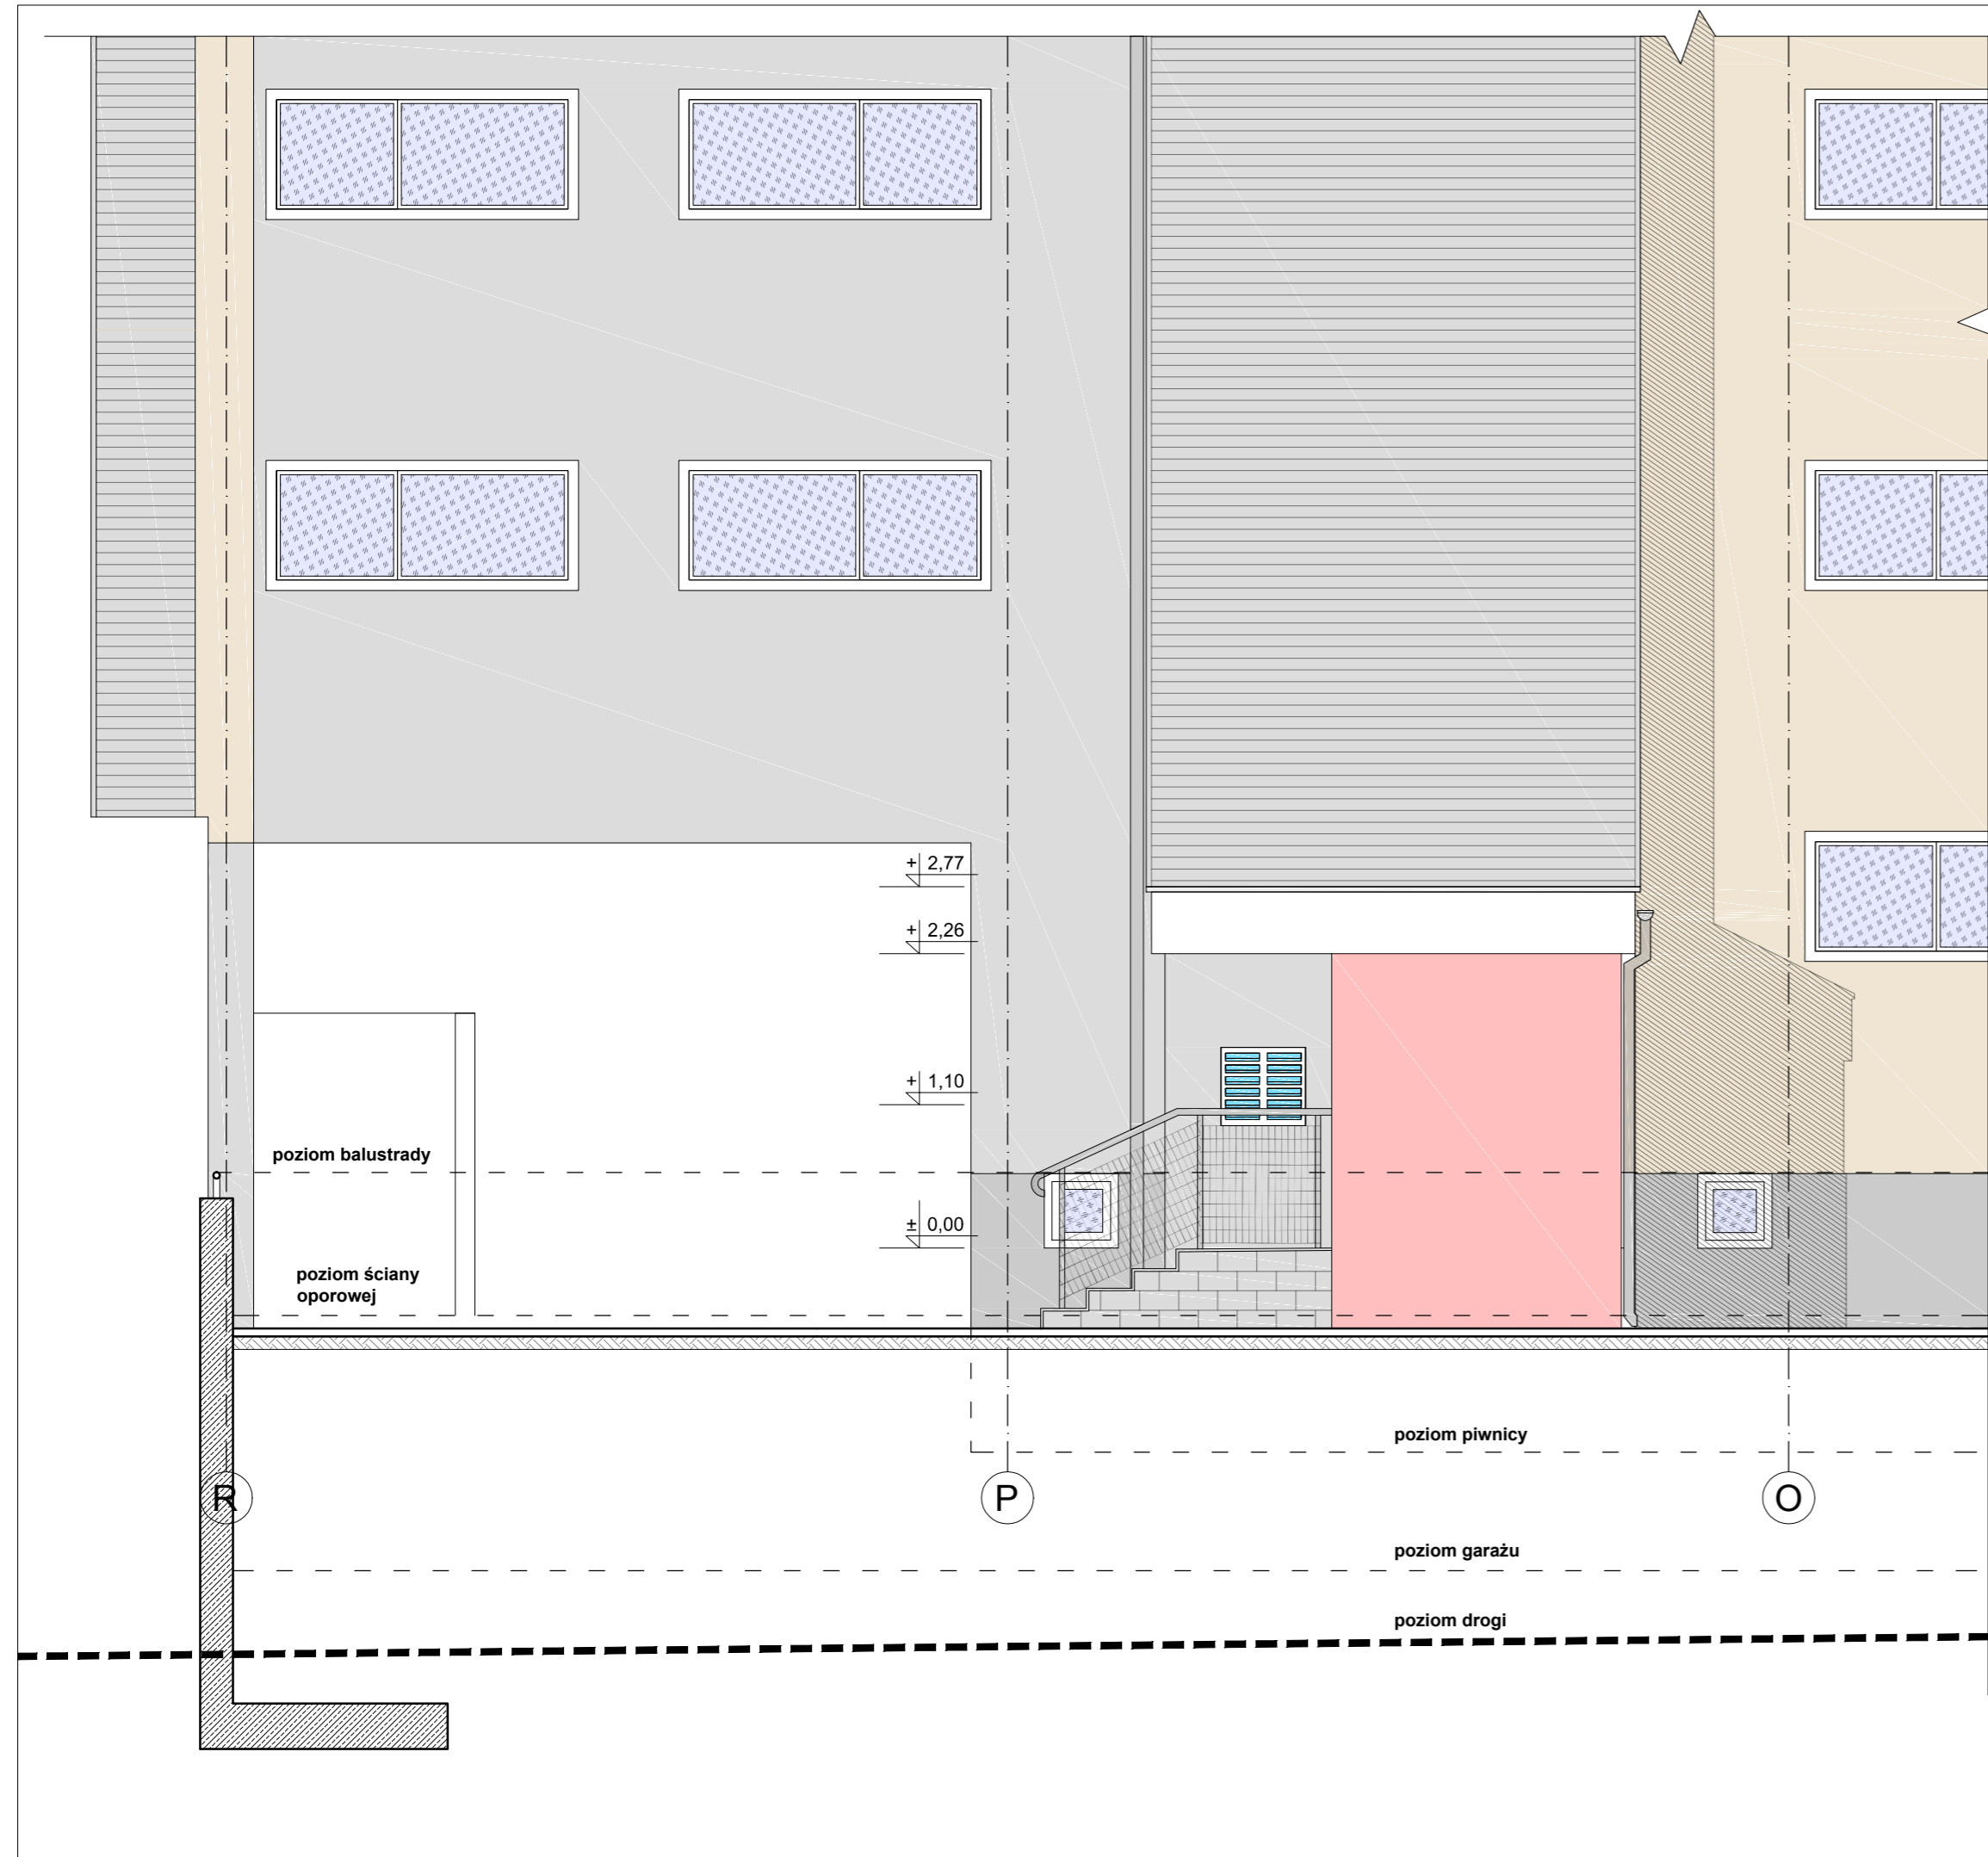 + 2,77
+ 2,26
+ 1,10
poziom balustrady
± 0,00
poziom ściany
oporowej
poziom piwnicy
R
P
O
poziom garażu
poziom drogi